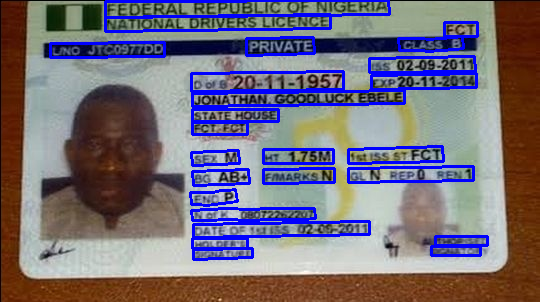 FEDERAL REPUBLIC OF NIGERIA
NATIONAL DRIVERS LICENCE
FCT
L/NO JTC0977DD PRIVATE CLASS B
ISS 02-09-2011
D of B 20-11-1957 EXP 20-11-2014
JONATHAN. GOODLUCK EBELE
STATE HOUSE
FCT, FCT
SEX M HT 1.75M 1st ISS ST FCT
BG AB+ F/MARKS N GL N REP 0 REN 1
END P
N of K 08072262207
DATE OF 1st ISS 02-09-2011
HOLDER'S SIGNATURE
AUTHORISED SIGNATORY